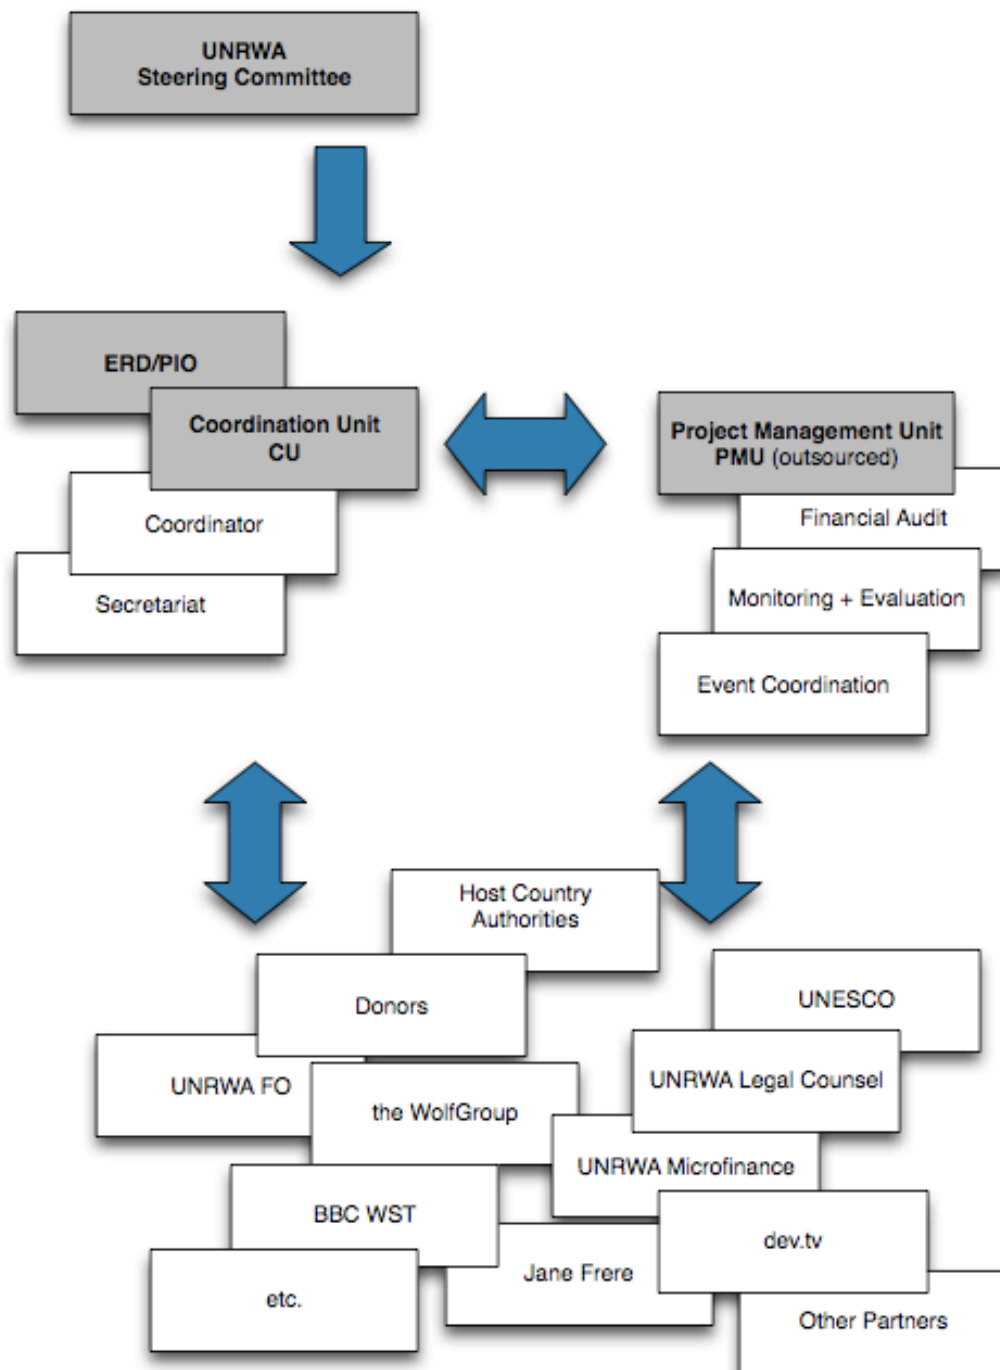 UNRWA
Steering Committee
ERD/PIO
Coordination Unit
CU
Coordinator
Secretariat
Project Management Unit
PMU (outsourced)
Financial Audit
Monitoring + Evaluation
Event Coordination
Host Country
Authorities
Donors
UNRWA FO
the WolfGroup
BBC WST
etc.
UNESCO
UNRWA Legal Counsel
UNRWA Microfinance
dev.tv
Jane Frere
Other Partners